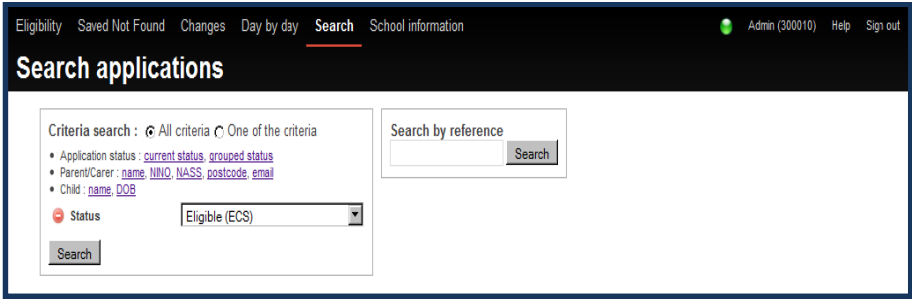 Eligibility Saved Not Found Changes Day by day Search School information Admin (300010) Help Sign out
Search applications
Criteria search : All criteria One of the criteria
• Application status : current status, grouped status
• Parent/Carer : name, NINO, NASS, postcode, email
• Child : name, DOB
Status Eligible (ECS)
Search
Search by reference
Search